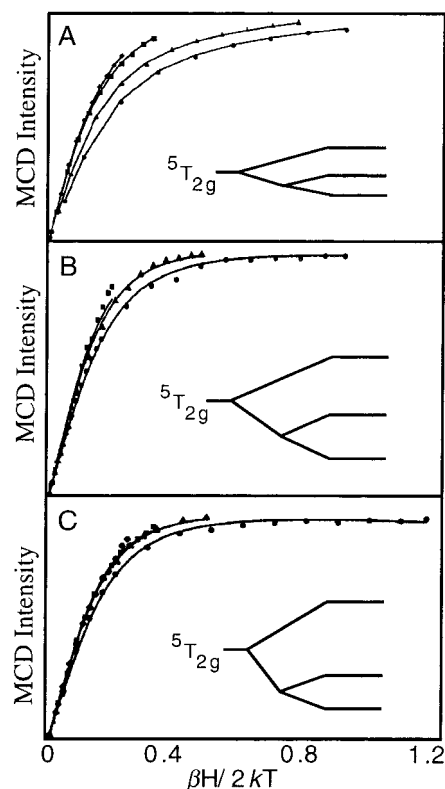 A
MCD Intensity
⁵T₂g
B
MCD Intensity
⁵T₂g
C
MCD Intensity
⁵T₂g
0 0.4 0.8 1.2
βH/2kT